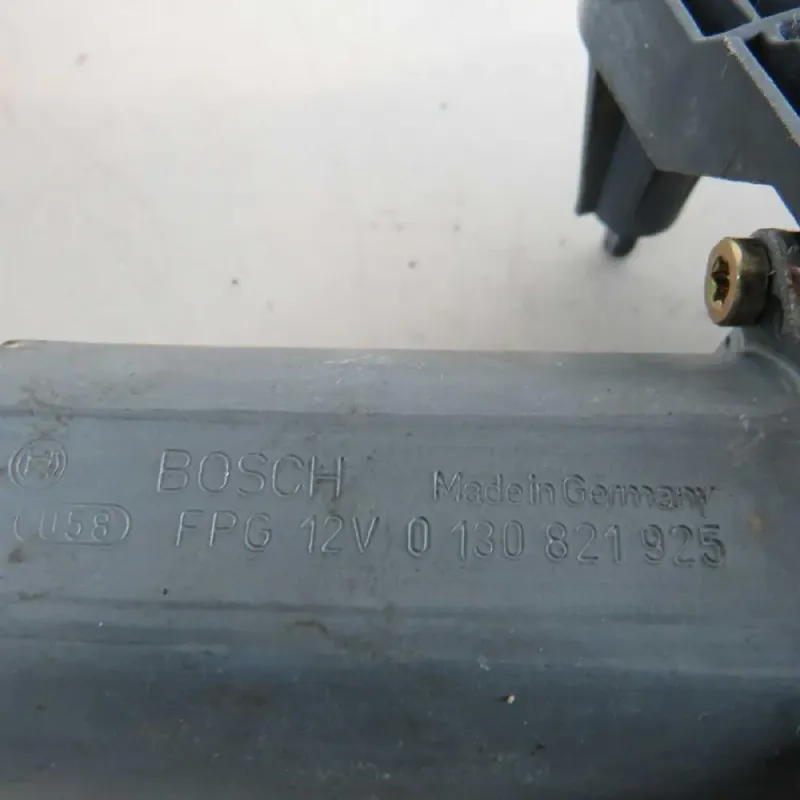 BOSCH Made in Germany
058 FPG 12V 0 130 821 925